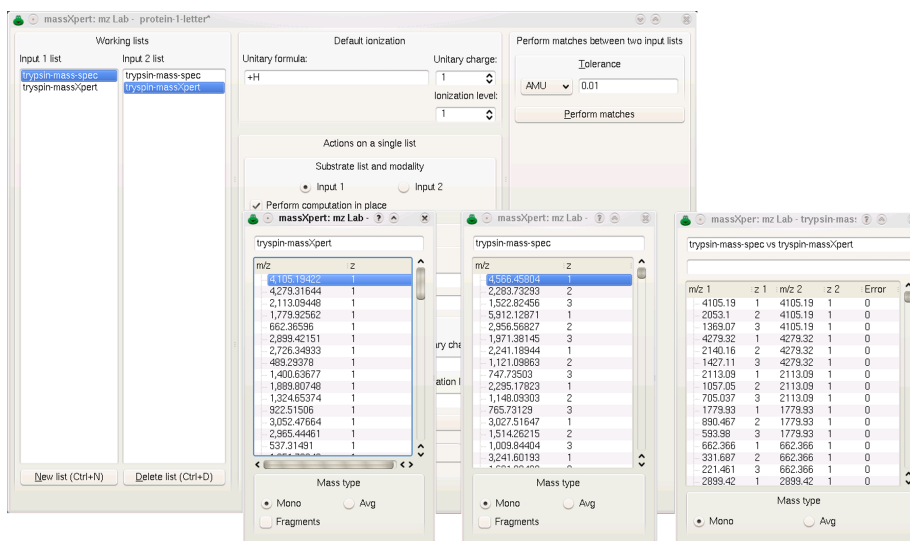 massXpert: mz Lab - protein-1-letter*
Working lists
Input 1 list
Input 2 list
trypsin-mass-spec
tryspin-massXpert
trypsin-mass-spec
tryspin-massXpert
New list (Ctrl+N)
Delete list (Ctrl+D)
Default ionization
Unitary formula:
Unitary charge:
+H
1
Ionization level:
1
Actions on a single list
Substrate list and modality
Input 1
Input 2
Perform computation in place
Perform matches between two input lists
Tolerance
AMU
0.01
Perform matches
massXpert: mz Lab -
tryspin-massXpert
m/z z
4,105.19422 1
4,279.31644 1
2,113.09448 1
1,779.92562 1
662.36596 1
2,899.42151 1
2,726.34933 1
489.29378 1
1,400.63677 1
1,889.80748 1
1,324.65374 1
922.51506 1
3,052.47664 1
2,965.44461 1
537.31491 1
Mass type
Mono
Avg
Fragments
massXpert: mz Lab -
trypsin-mass-spec
m/z z
4,566.45804 1
2,283.73293 2
1,522.82456 3
5,912.12871 1
2,956.56827 2
1,971.38145 3
2,241.18944 1
1,121.09863 2
747.73503 3
2,295.17823 1
1,148.09303 2
765.73129 3
3,027.51647 1
1,514.26215 2
1,009.84404 3
3,241.60193 1
Mass type
Mono
Avg
Fragments
massXper: mz Lab - trypsin-mas:
trypsin-mass-spec vs tryspin-massXpert
m/z 1 z 1 m/z 2 z 2 Error
4105.19 1 4105.19 1 0
2053.1 2 4105.19 1 0
1369.07 3 4105.19 1 0
4279.32 1 4279.32 1 0
2140.16 2 4279.32 1 0
1427.11 3 4279.32 1 0
2113.09 1 2113.09 1 0
1057.05 2 2113.09 1 0
705.037 3 2113.09 1 0
1779.93 1 1779.93 1 0
890.467 2 1779.93 1 0
593.98 3 1779.93 1 0
662.366 1 662.366 1 0
331.687 2 662.366 1 0
221.461 3 662.366 1 0
2899.42 1 2899.42 1 0
Mass type
Mono
Avg